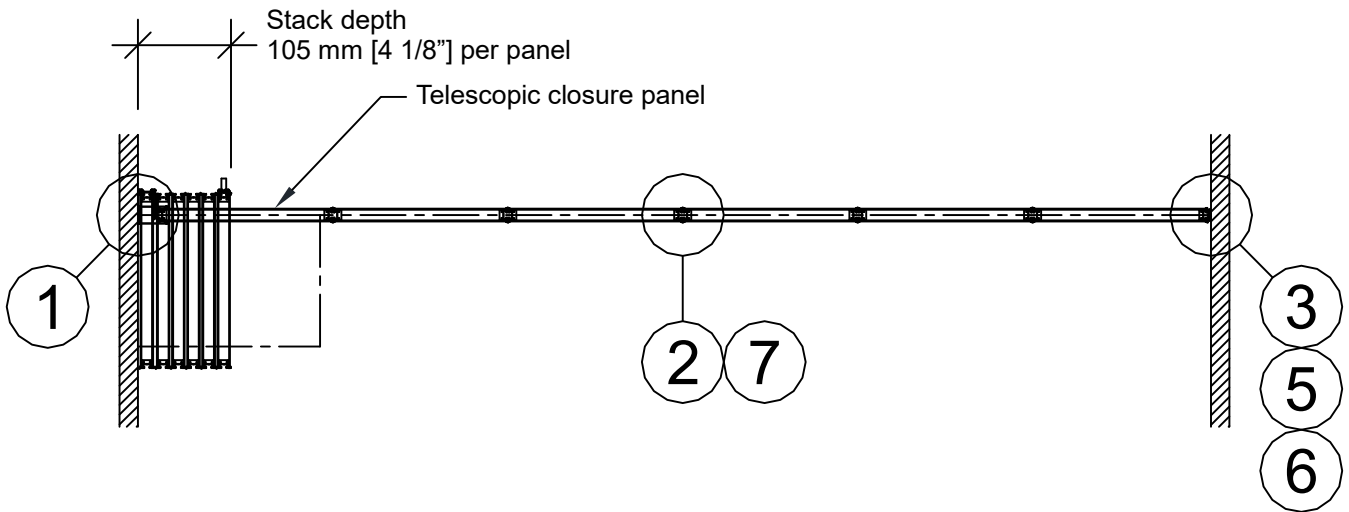 Stack depth
105 mm [4 1/8”] per panel
Telescopic closure panel
1
2 7
3
5
6